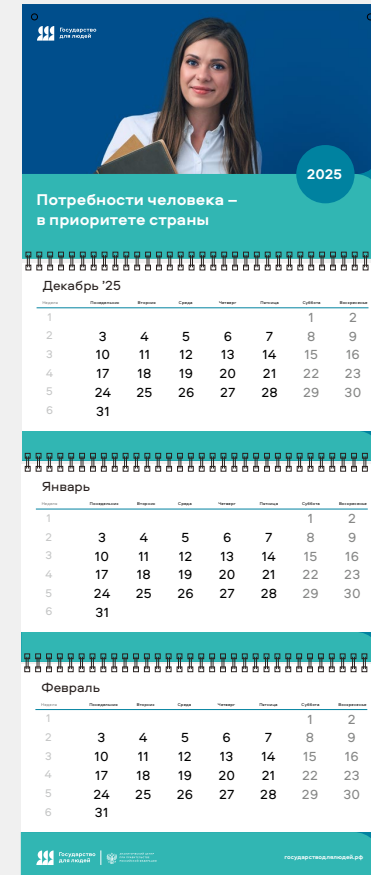 Государство
для людей
2025
Потребности человека –
в приоритете страны
Декабрь ’25
Неделя Понедельник Вторник Среда Четверг Пятница Суббота Воскресенье
1 1 2
2 3 4 5 6 7 8 9
3 10 11 12 13 14 15 16
4 17 18 19 20 21 22 23
5 24 25 26 27 28 29 30
6 31
Январь
Неделя Понедельник Вторник Среда Четверг Пятница Суббота Воскресенье
1 1 2
2 3 4 5 6 7 8 9
3 10 11 12 13 14 15 16
4 17 18 19 20 21 22 23
5 24 25 26 27 28 29 30
6 31
Февраль
Неделя Понедельник Вторник Среда Четверг Пятница Суббота Воскресенье
1 1 2
2 3 4 5 6 7 8 9
3 10 11 12 13 14 15 16
4 17 18 19 20 21 22 23
5 24 25 26 27 28 29 30
6 31
Государство
для людей
государстводлялюдей.рф